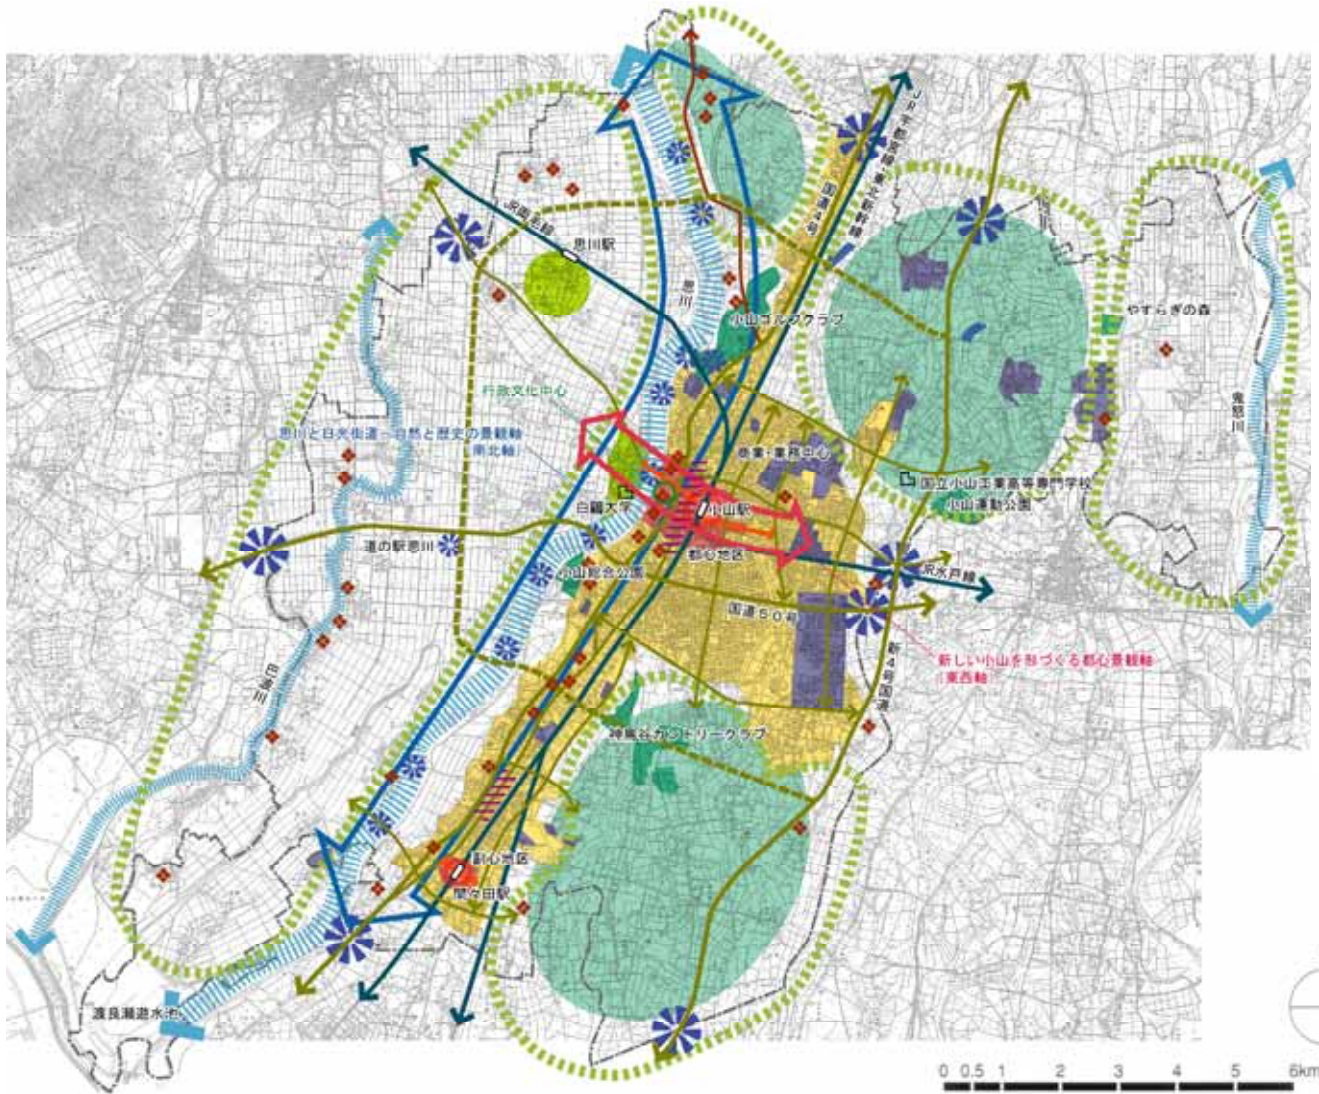 JR宇都宮線・東北新幹線
国道4号
JR両毛線
思川駅
思川
小山ゴルフクラブ
やすらぎの森
鬼怒川
行政文化中心
思川と日光街道-自然と歴史の景観軸
（南北軸）
商業・業務中心
国立小山工業高等専門学校
小山運動公園
白鷗大学
小山駅
都心地区
道の駅思川
小山総合公園
JR水戸線
国道50号
新しい小山を形づくる都心景観軸
（東西軸）
新4号国道
巴波川
神鳥谷カントリークラブ
副心地区
間々田駅
渡良瀬遊水池
0 0.5 1 2 3 4 5 6km